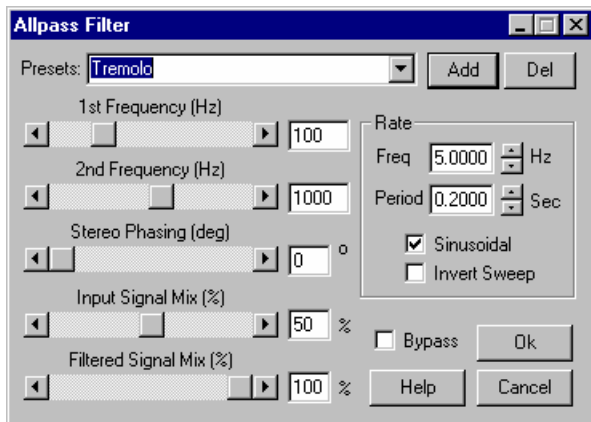 Allpass Filter
Presets: Tremolo Add Del
1st Frequency (Hz)
100
2nd Frequency (Hz)
1000
Stereo Phasing (deg)
0 °
Input Signal Mix (%)
50 %
Filtered Signal Mix (%)
100 %
Rate
Freq 5.0000 Hz
Period 0.2000 Sec
Sinusoidal
Invert Sweep
Bypass Ok
Help Cancel